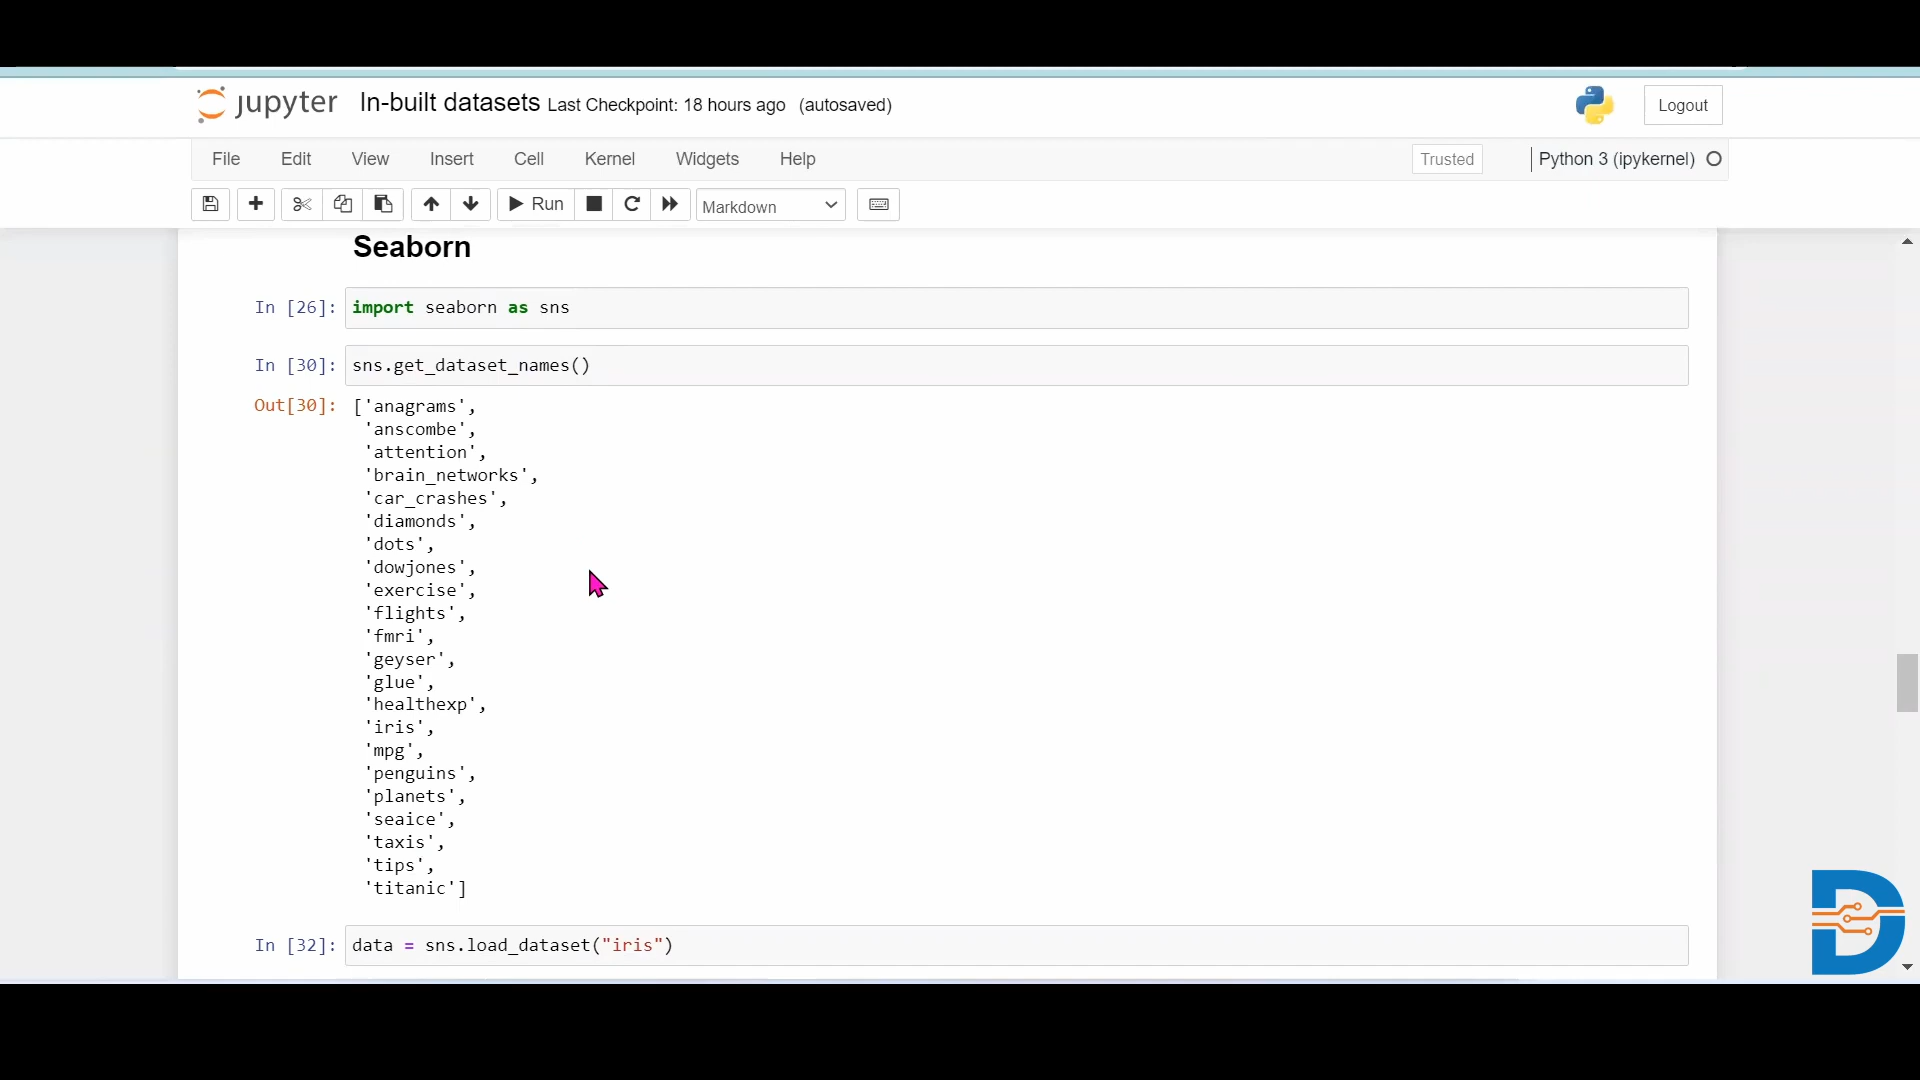 jupyter In-built datasets Last Checkpoint: 18 hours ago (autosaved) Logout
File Edit View Insert Cell Kernel Widgets Help Trusted Python 3 (ipykernel)
Run Markdown
Seaborn
In [26]: import seaborn as sns
In [30]: sns.get_dataset_names()
Out[30]: ['anagrams',
'anscombe',
'attention',
'brain_networks',
'car_crashes',
'diamonds',
'dots',
'dowjones',
'exercise',
'flights',
'fmri',
'geyser',
'glue',
'healthexp',
'iris',
'mpg',
'penguins',
'planets',
'seaice',
'taxis',
'tips',
'titanic']
In [32]: data = sns.load_dataset("iris")